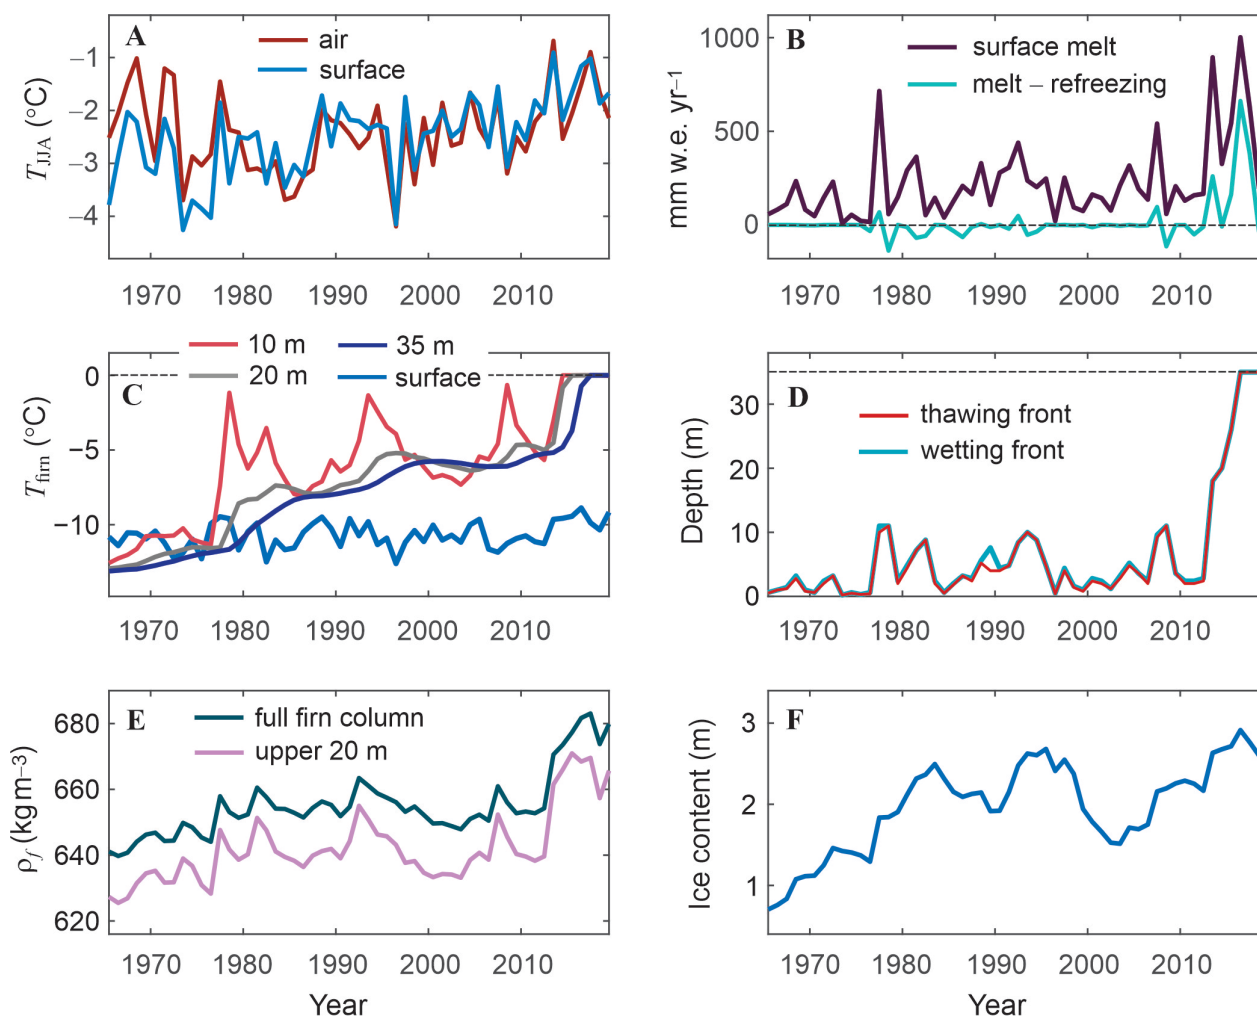 A
air
surface
−1
−2
−3
−4
T_JJA (°C)
1970 1980 1990 2000 2010
B
surface melt
melt − refreezing
1000
500
0
mm w.e. yr⁻¹
1970 1980 1990 2000 2010
10 m
35 m
20 m
surface
C
0
−5
−10
T_firn (°C)
1970 1980 1990 2000 2010
D
thawing front
wetting front
30
20
10
0
Depth (m)
1970 1980 1990 2000 2010
E
full firn column
upper 20 m
680
660
640
620
ρ_f (kg m−3)
1970 1980 1990 2000 2010
Year
F
3
2
1
Ice content (m)
1970 1980 1990 2000 2010
Year